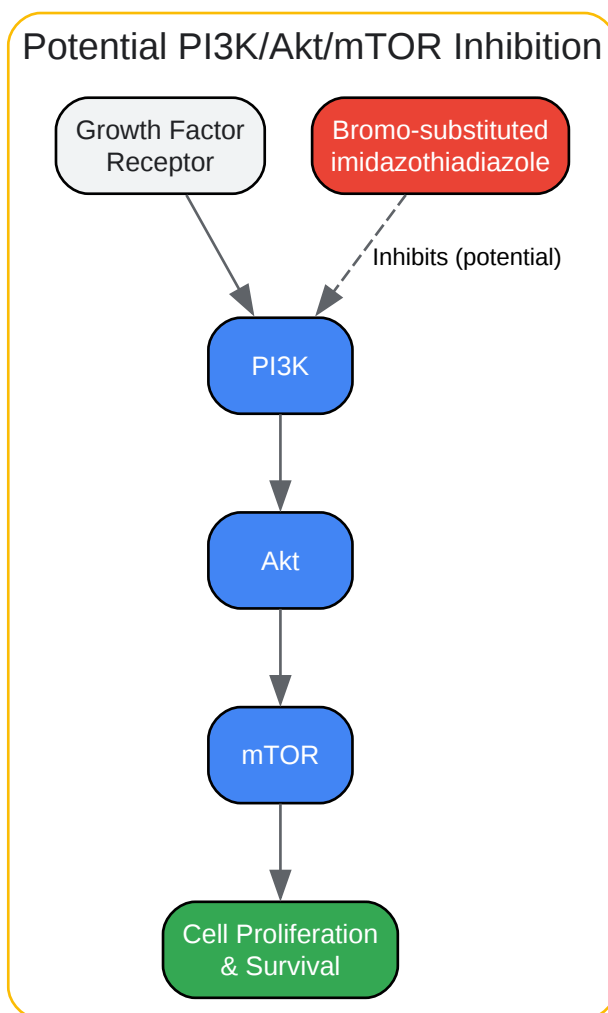 Potential PI3K/Akt/mTOR Inhibition
Growth Factor
Receptor
Bromo-substituted
imidazothiadiazole
Inhibits (potential)
PI3K
Akt
mTOR
Cell Proliferation
& Survival